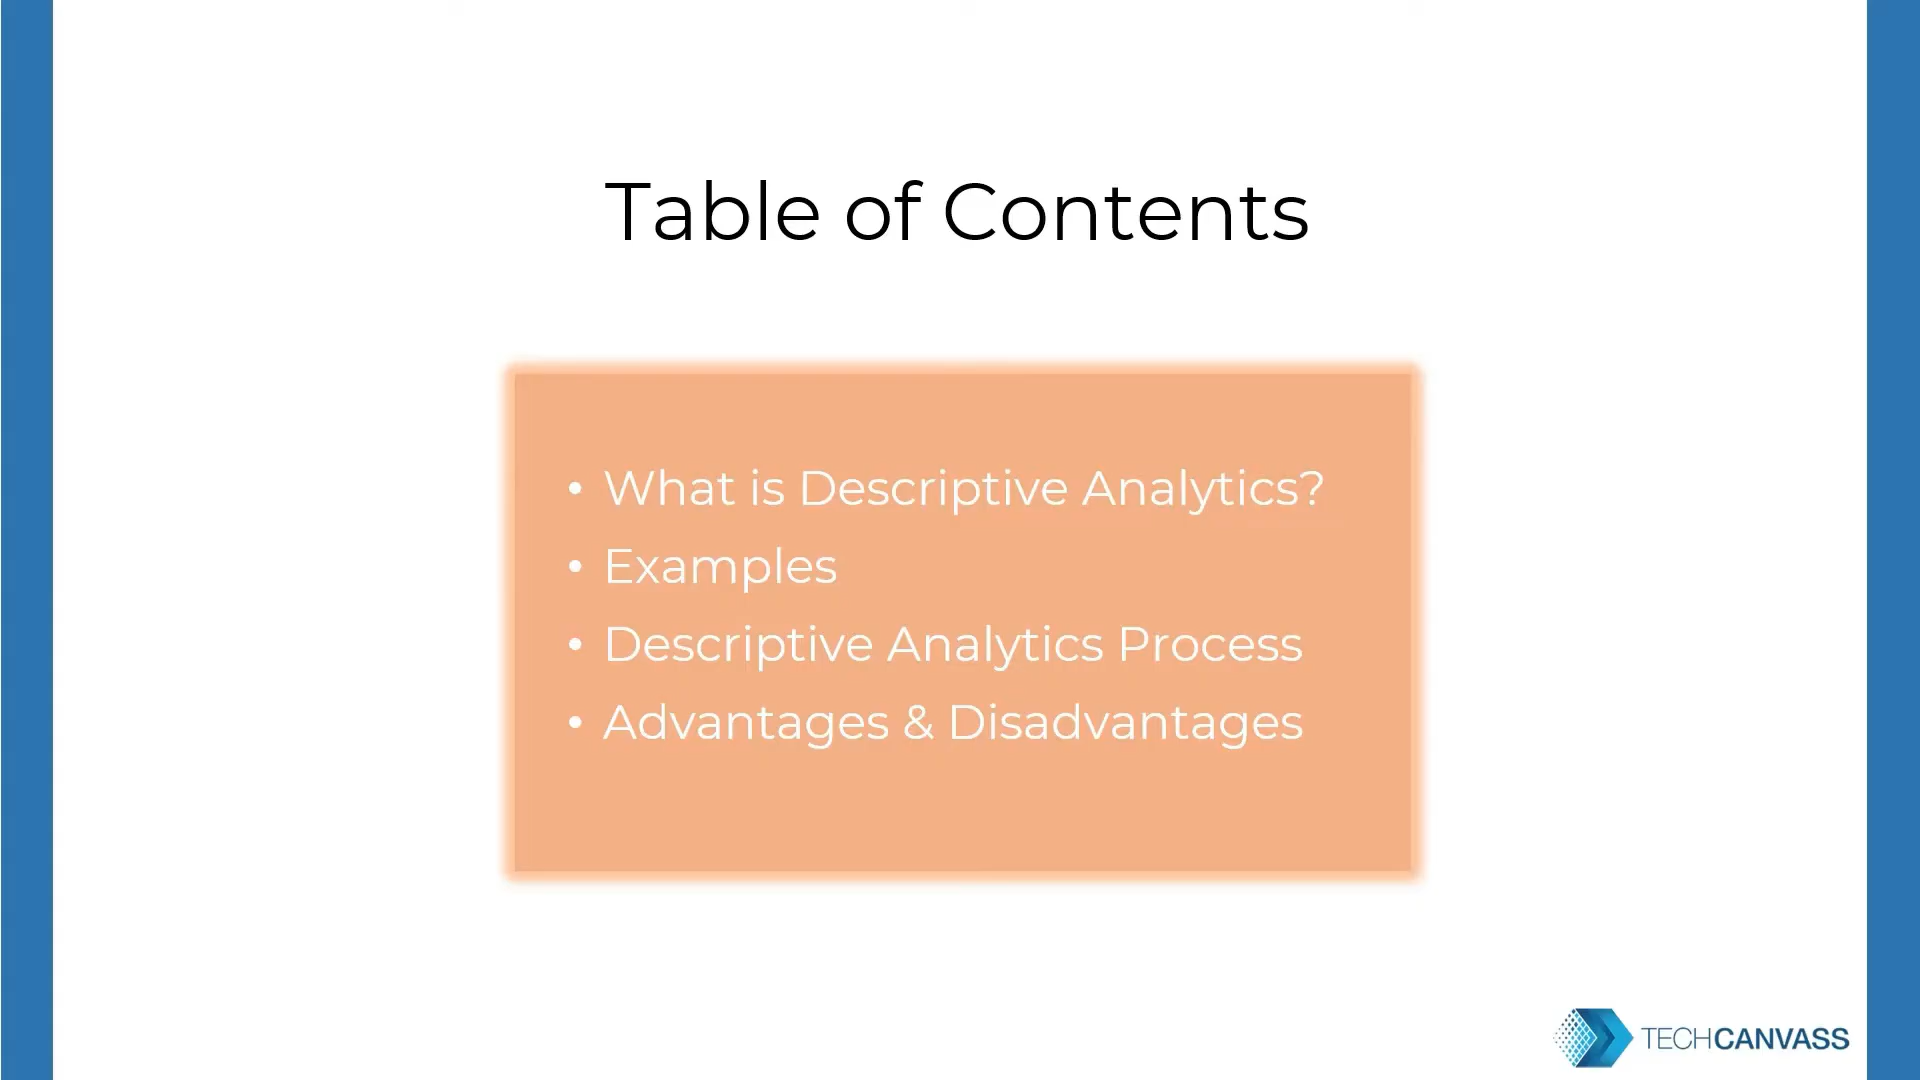 Table of Contents
• What is Descriptive Analytics?
• Examples
• Descriptive Analytics Process
• Advantages & Disadvantages
TECHCANVASS